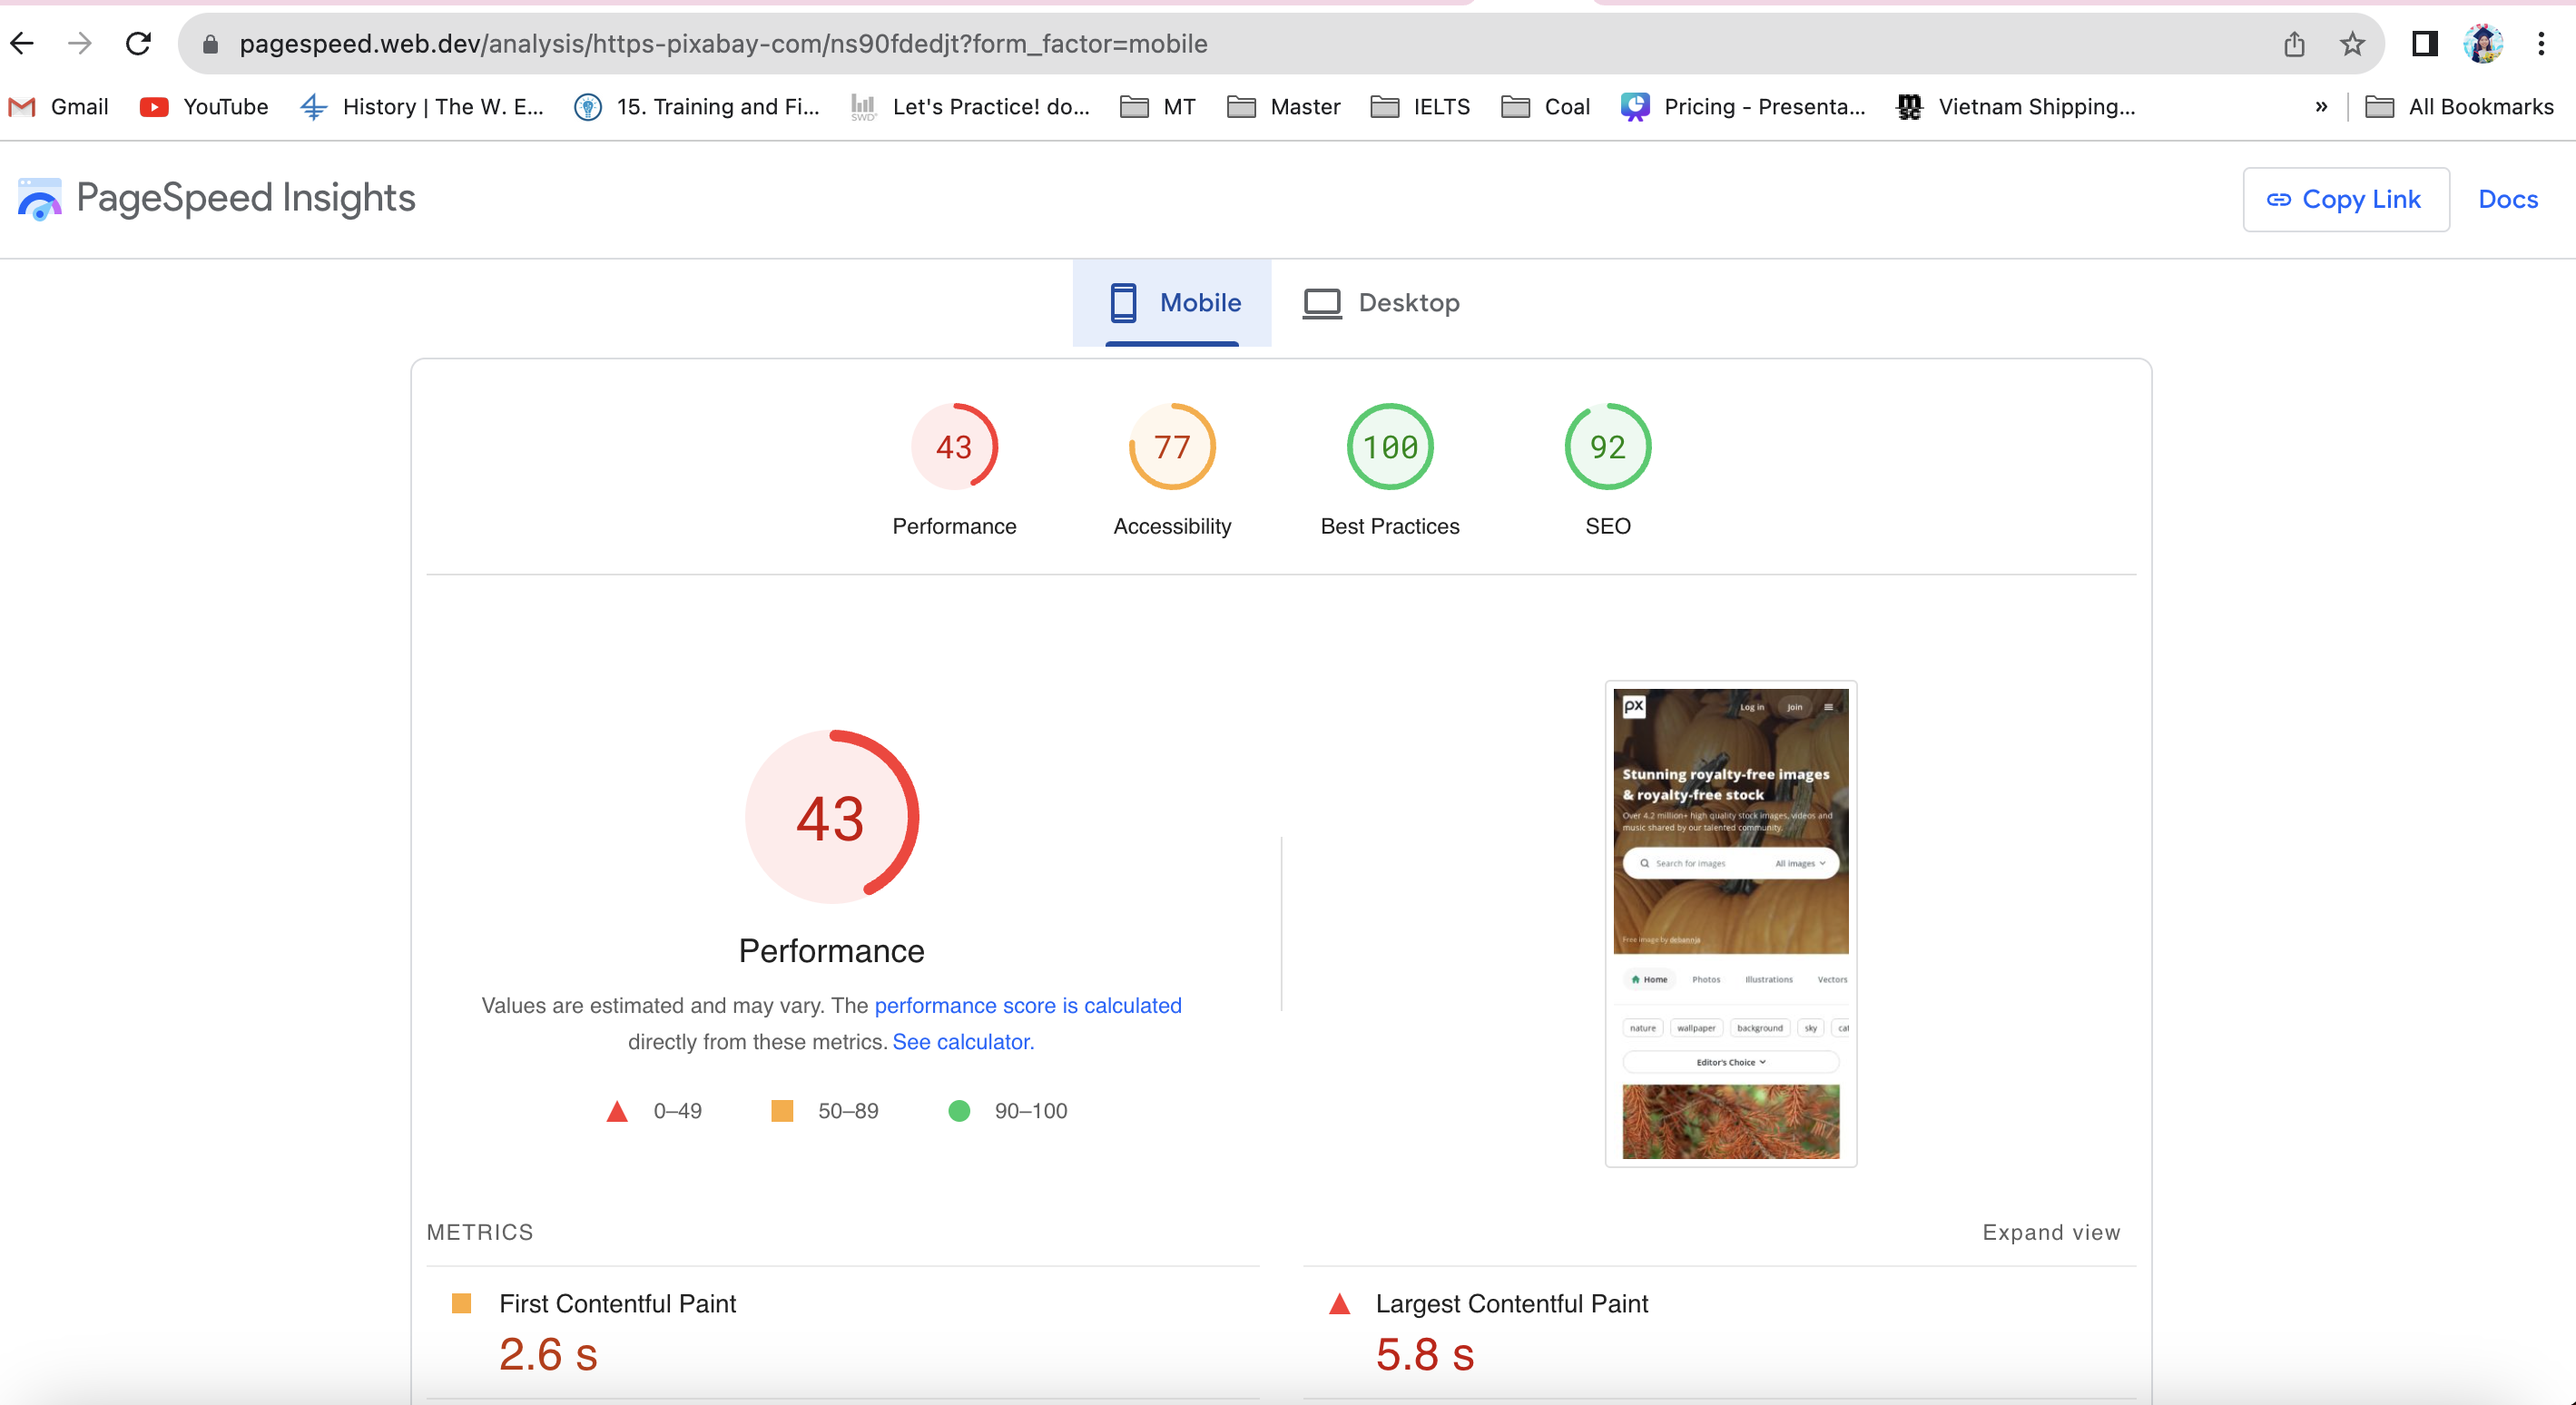 pagespeed.web.dev/analysis/https-pixabay-com/ns90fdedjt?form_factor=mobile
Gmail YouTube History | The W. E... 15. Training and Fi... SWD Let's Practice! do... MT Master IELTS Coal Pricing - Presenta... m sc Vietnam Shipping... » All Bookmarks
PageSpeed Insights Copy Link Docs
Mobile Desktop
43 77 100 92
Performance Accessibility Best Practices SEO
43
Performance
Values are estimated and may vary. The performance score is calculated
directly from these metrics. See calculator.
0–49 50–89 90–100
px Log in Join
Stunning royalty-free images
& royalty-free stock
Over 4.2 million+ high quality stock images, videos and
music shared by our talented community.
Search for images All images
Free image by debannja
Home Photos Illustrations Vectors
nature wallpaper background sky cat
Editor's Choice
METRICS Expand view
First Contentful Paint Largest Contentful Paint
2.6 s 5.8 s